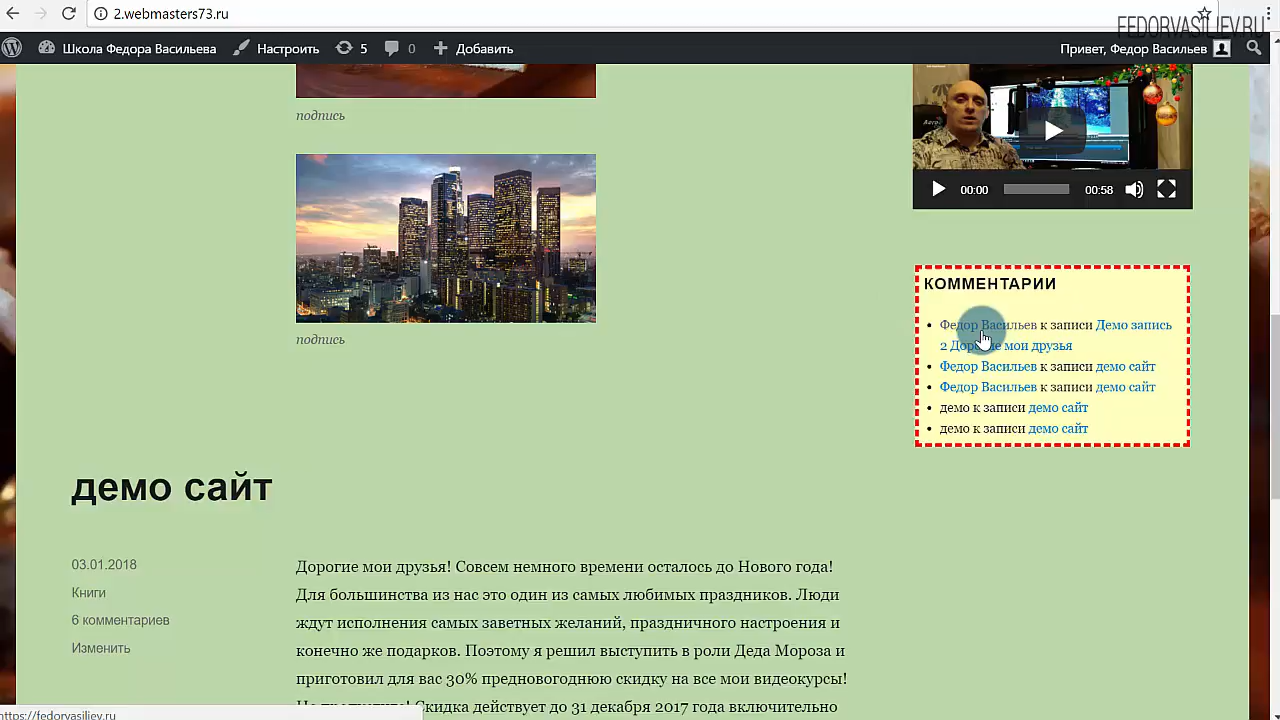 2.webmasters73.ru
FEDORVASILIEV.RU
Школа Федора Васильева
Настроить
5
0
Добавить
Привет, Федор Васильев
подпись
00:00
00:58
подпись
КОММЕНТАРИИ
Федор Васильев к записи Демо запись
2 Дорогие мои друзья
Федор Васильев к записи демо сайт
Федор Васильев к записи демо сайт
демо к записи демо сайт
демо к записи демо сайт
демо сайт
03.01.2018
Книги
6 комментариев
Изменить
Дорогие мои друзья! Совсем немного времени осталось до Нового года!
Для большинства из нас это один из самых любимых праздников. Люди
ждут исполнения самых заветных желаний, праздничного настроения и
конечно же подарков. Поэтому я решил выступить в роли Деда Мороза и
приготовил для вас 30% предновогоднюю скидку на все мои видеокурсы!
Не пропустите! Скидка действует до 31 декабря 2017 года включительно
https://fedorvasiliev.ru